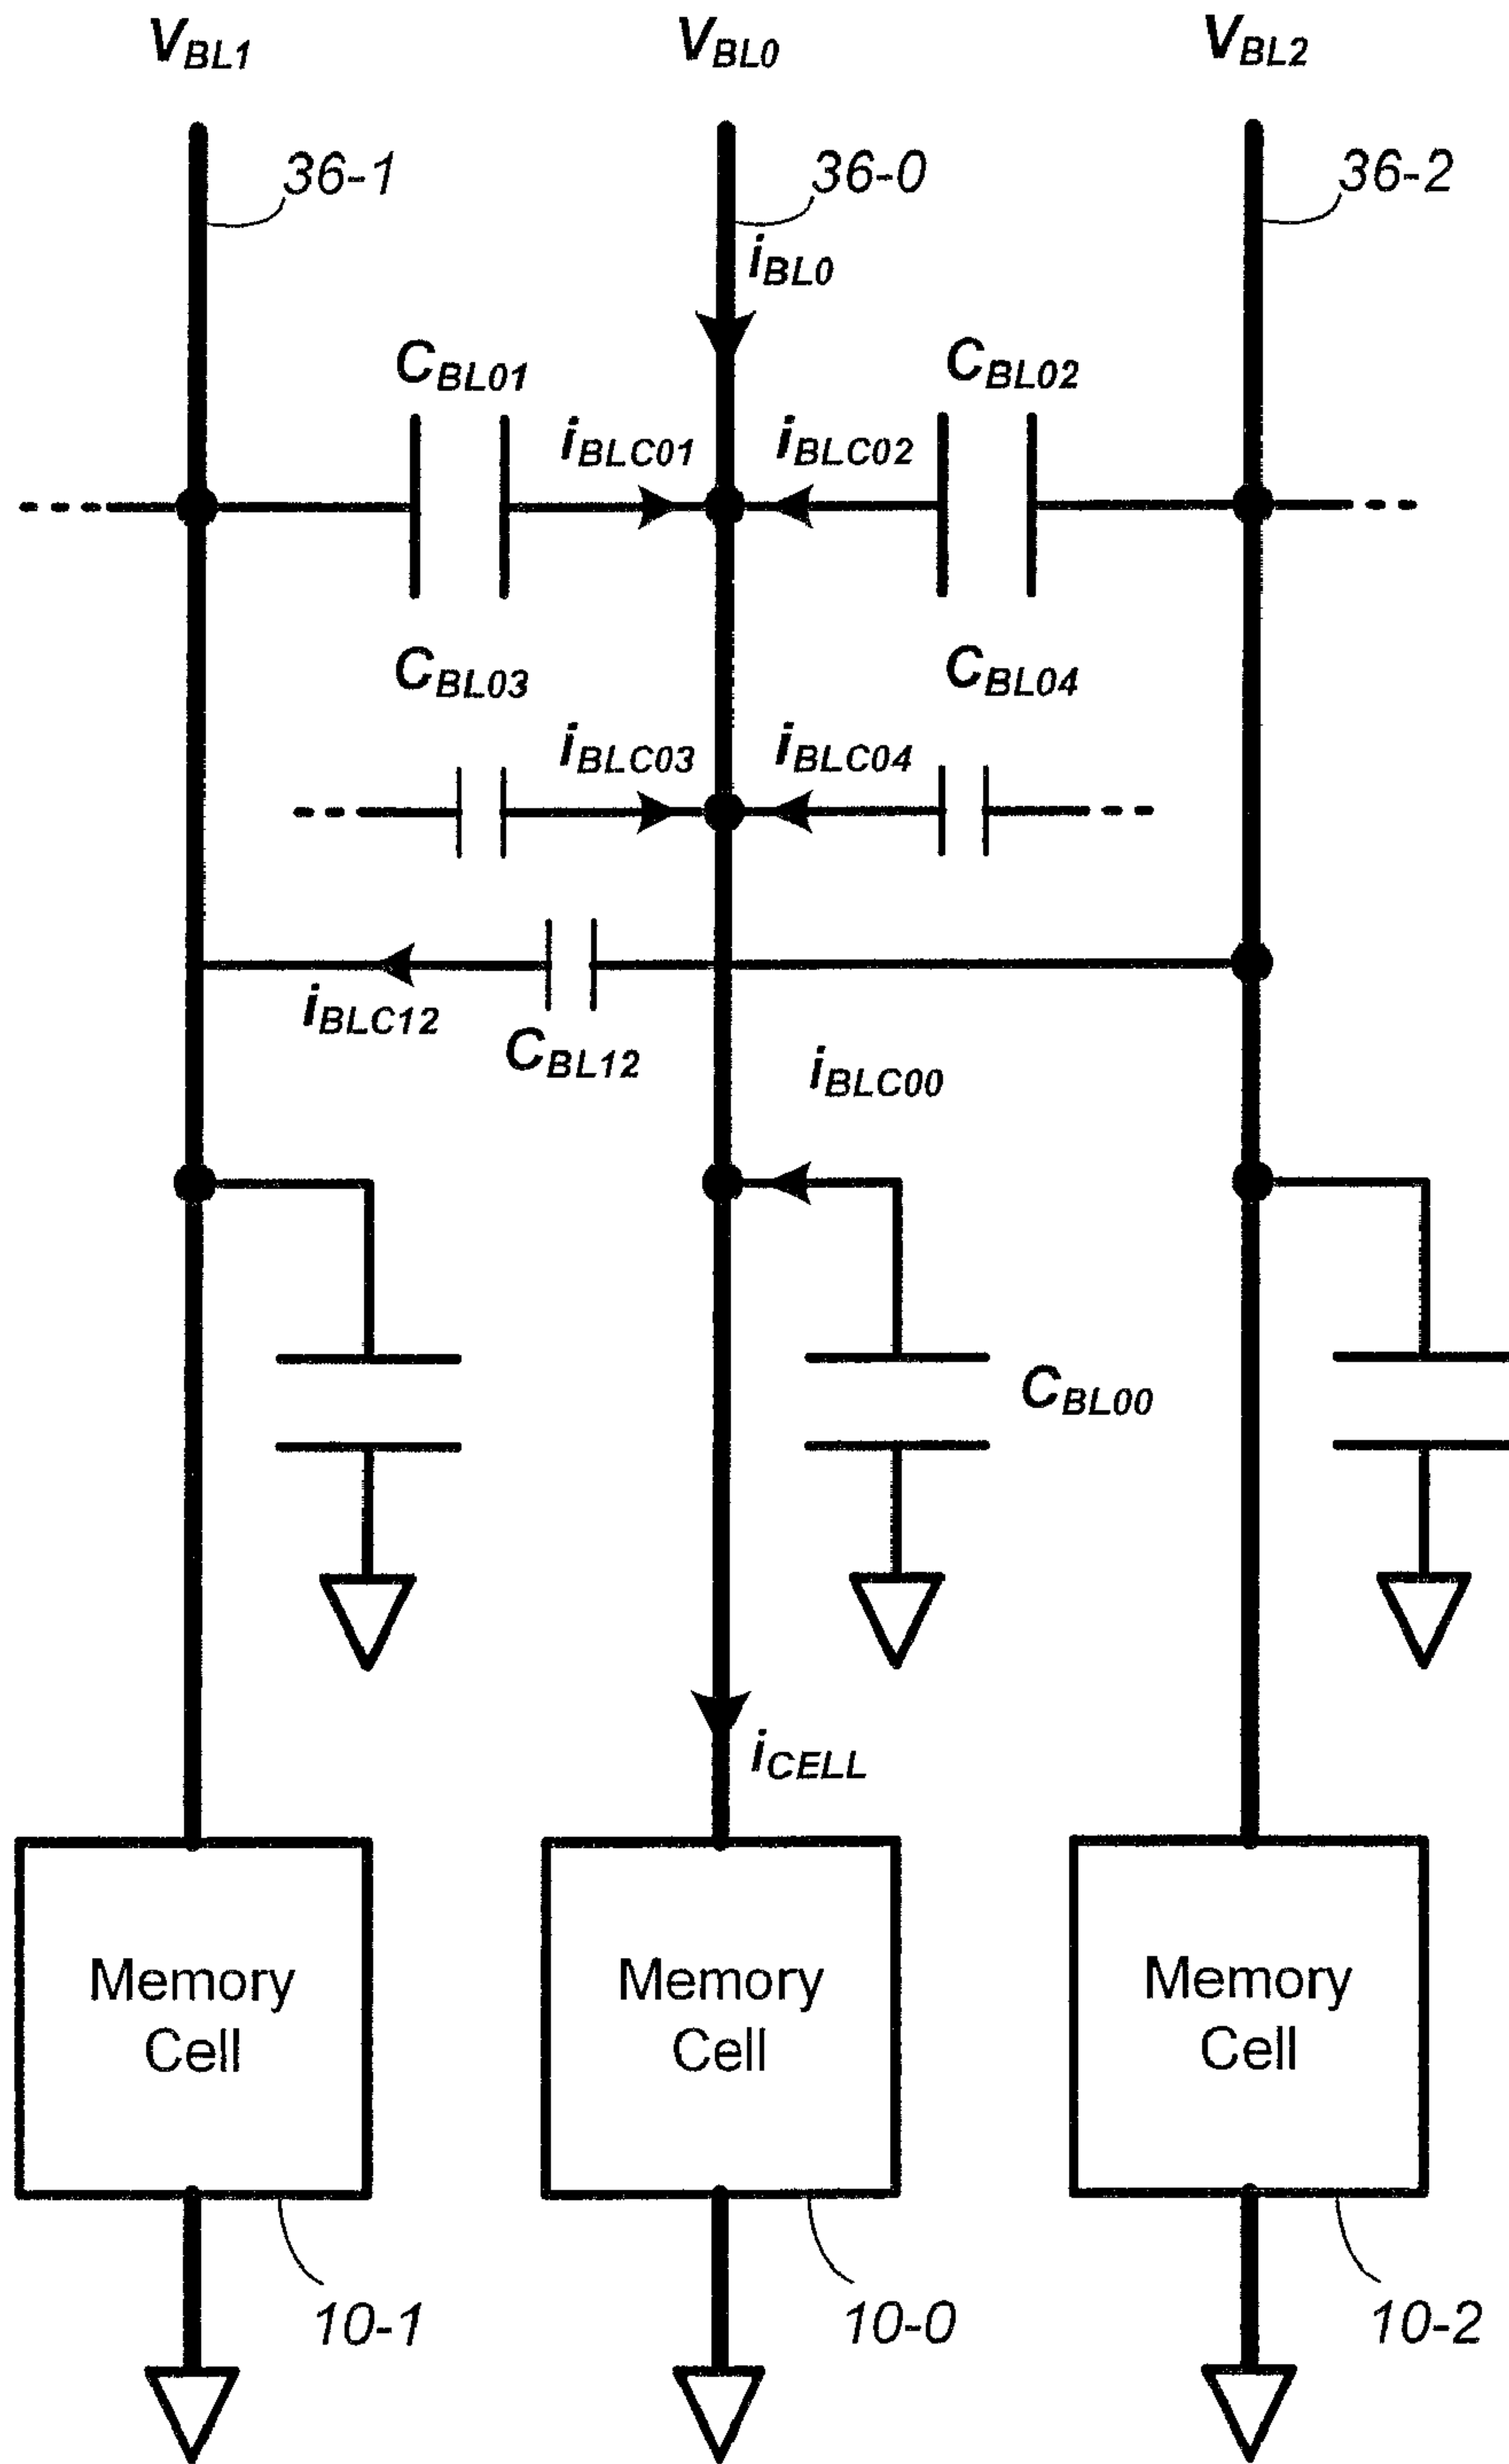 VBL1 VBL0 VBL2
36-1 36-0 36-2
iBL0
CBL01 CBL02
iBLC01 iBLC02
CBL03 CBL04
iBLC03 iBLC04
iBLC12
CBL12 iBLC00
CBL00
iCELL
Memory Memory Memory
Cell Cell Cell
10-1 10-0 10-2